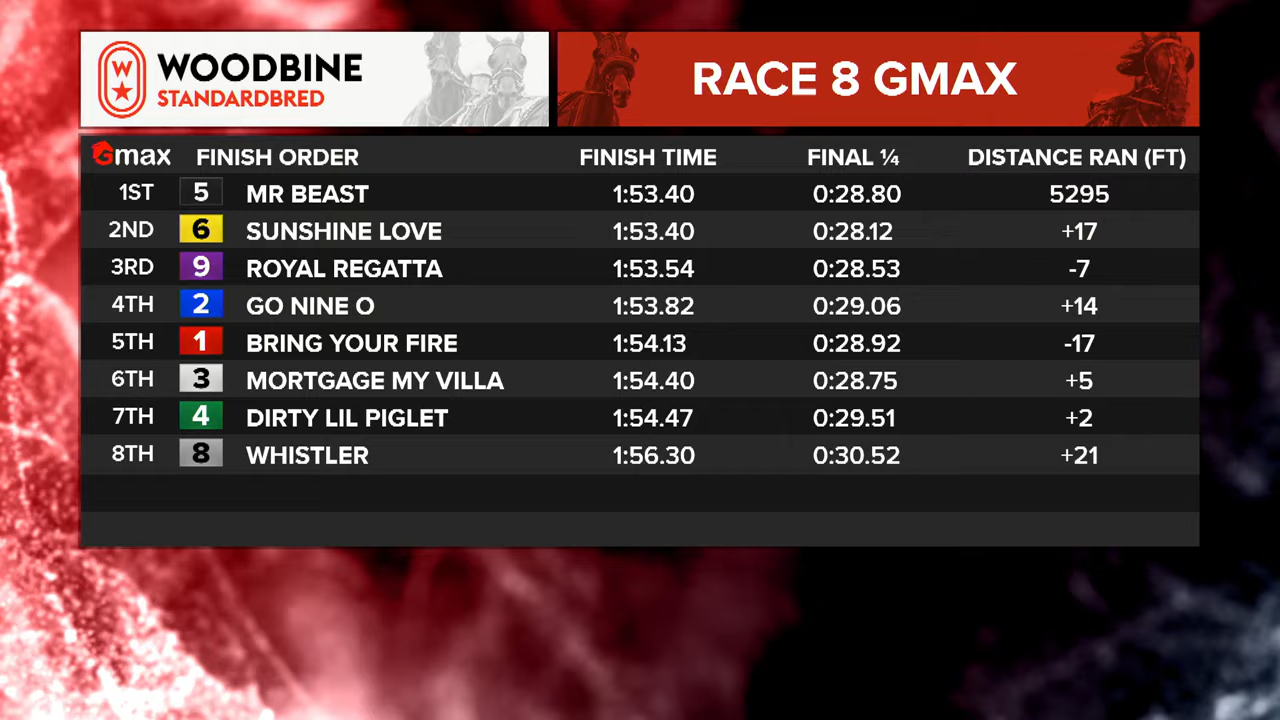 W
WOODBINE
STANDARDBRED
RACE 8 GMAX
Gmax FINISH ORDER FINISH TIME FINAL ¼ DISTANCE RAN (FT)
1ST 5 MR BEAST 1:53.40 0:28.80 5295
2ND 6 SUNSHINE LOVE 1:53.40 0:28.12 +17
3RD 9 ROYAL REGATTA 1:53.54 0:28.53 -7
4TH 2 GO NINE O 1:53.82 0:29.06 +14
5TH 1 BRING YOUR FIRE 1:54.13 0:28.92 -17
6TH 3 MORTGAGE MY VILLA 1:54.40 0:28.75 +5
7TH 4 DIRTY LIL PIGLET 1:54.47 0:29.51 +2
8TH 8 WHISTLER 1:56.30 0:30.52 +21